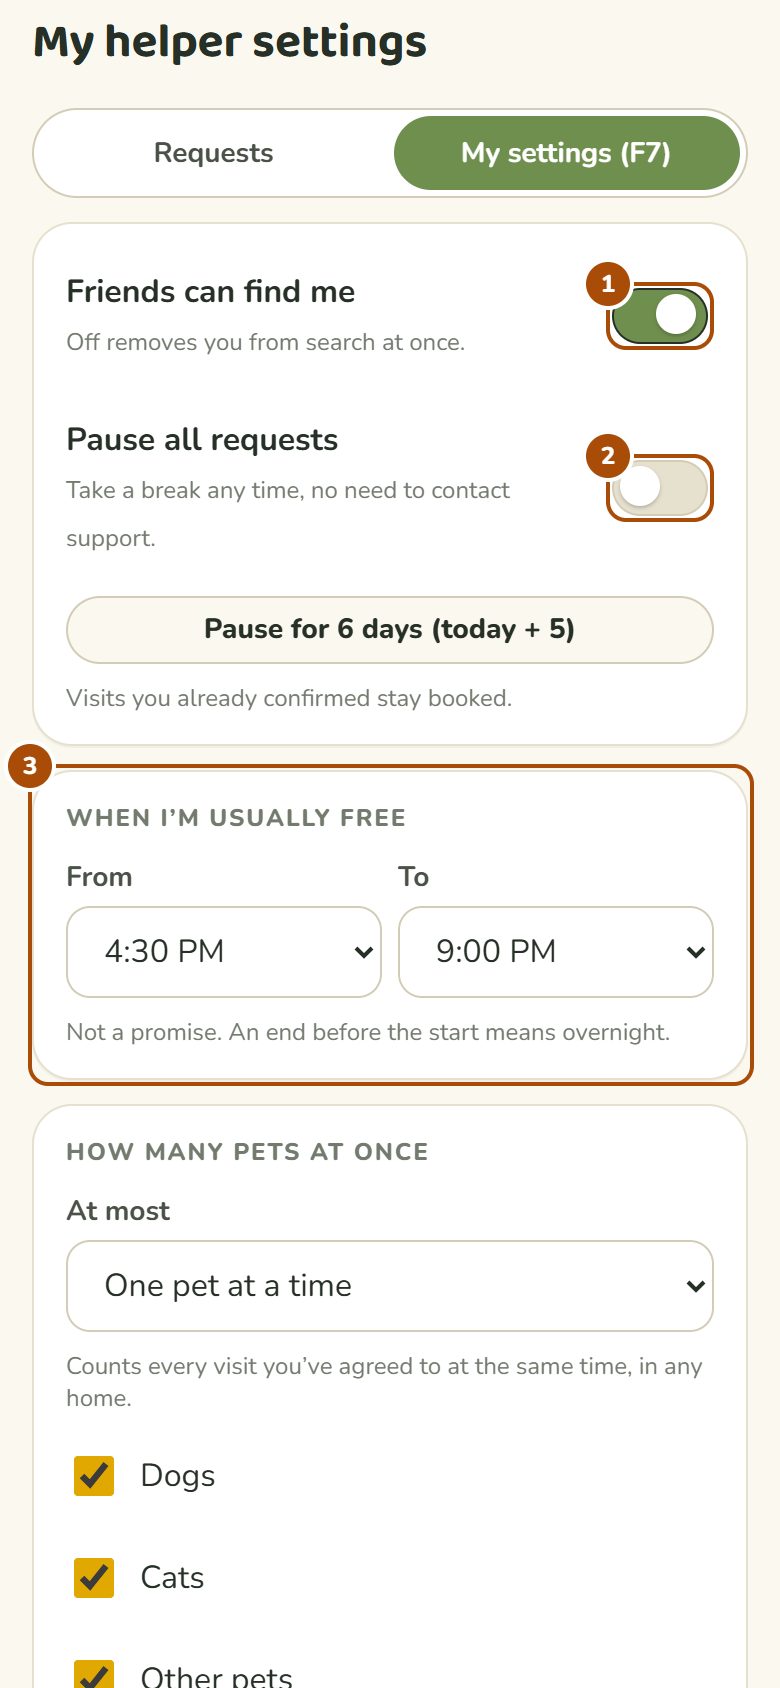 My helper settings
Requests
My settings (F7)
Friends can find me
1
Off removes you from search at once.
Pause all requests
2
Take a break any time, no need to contact
support.
Pause for 6 days (today + 5)
Visits you already confirmed stay booked.
3
WHEN I’M USUALLY FREE
From
To
4:30 PM
9:00 PM
Not a promise. An end before the start means overnight.
HOW MANY PETS AT ONCE
At most
One pet at a time
Counts every visit you’ve agreed to at the same time, in any
home.
Dogs
Cats
Other pets